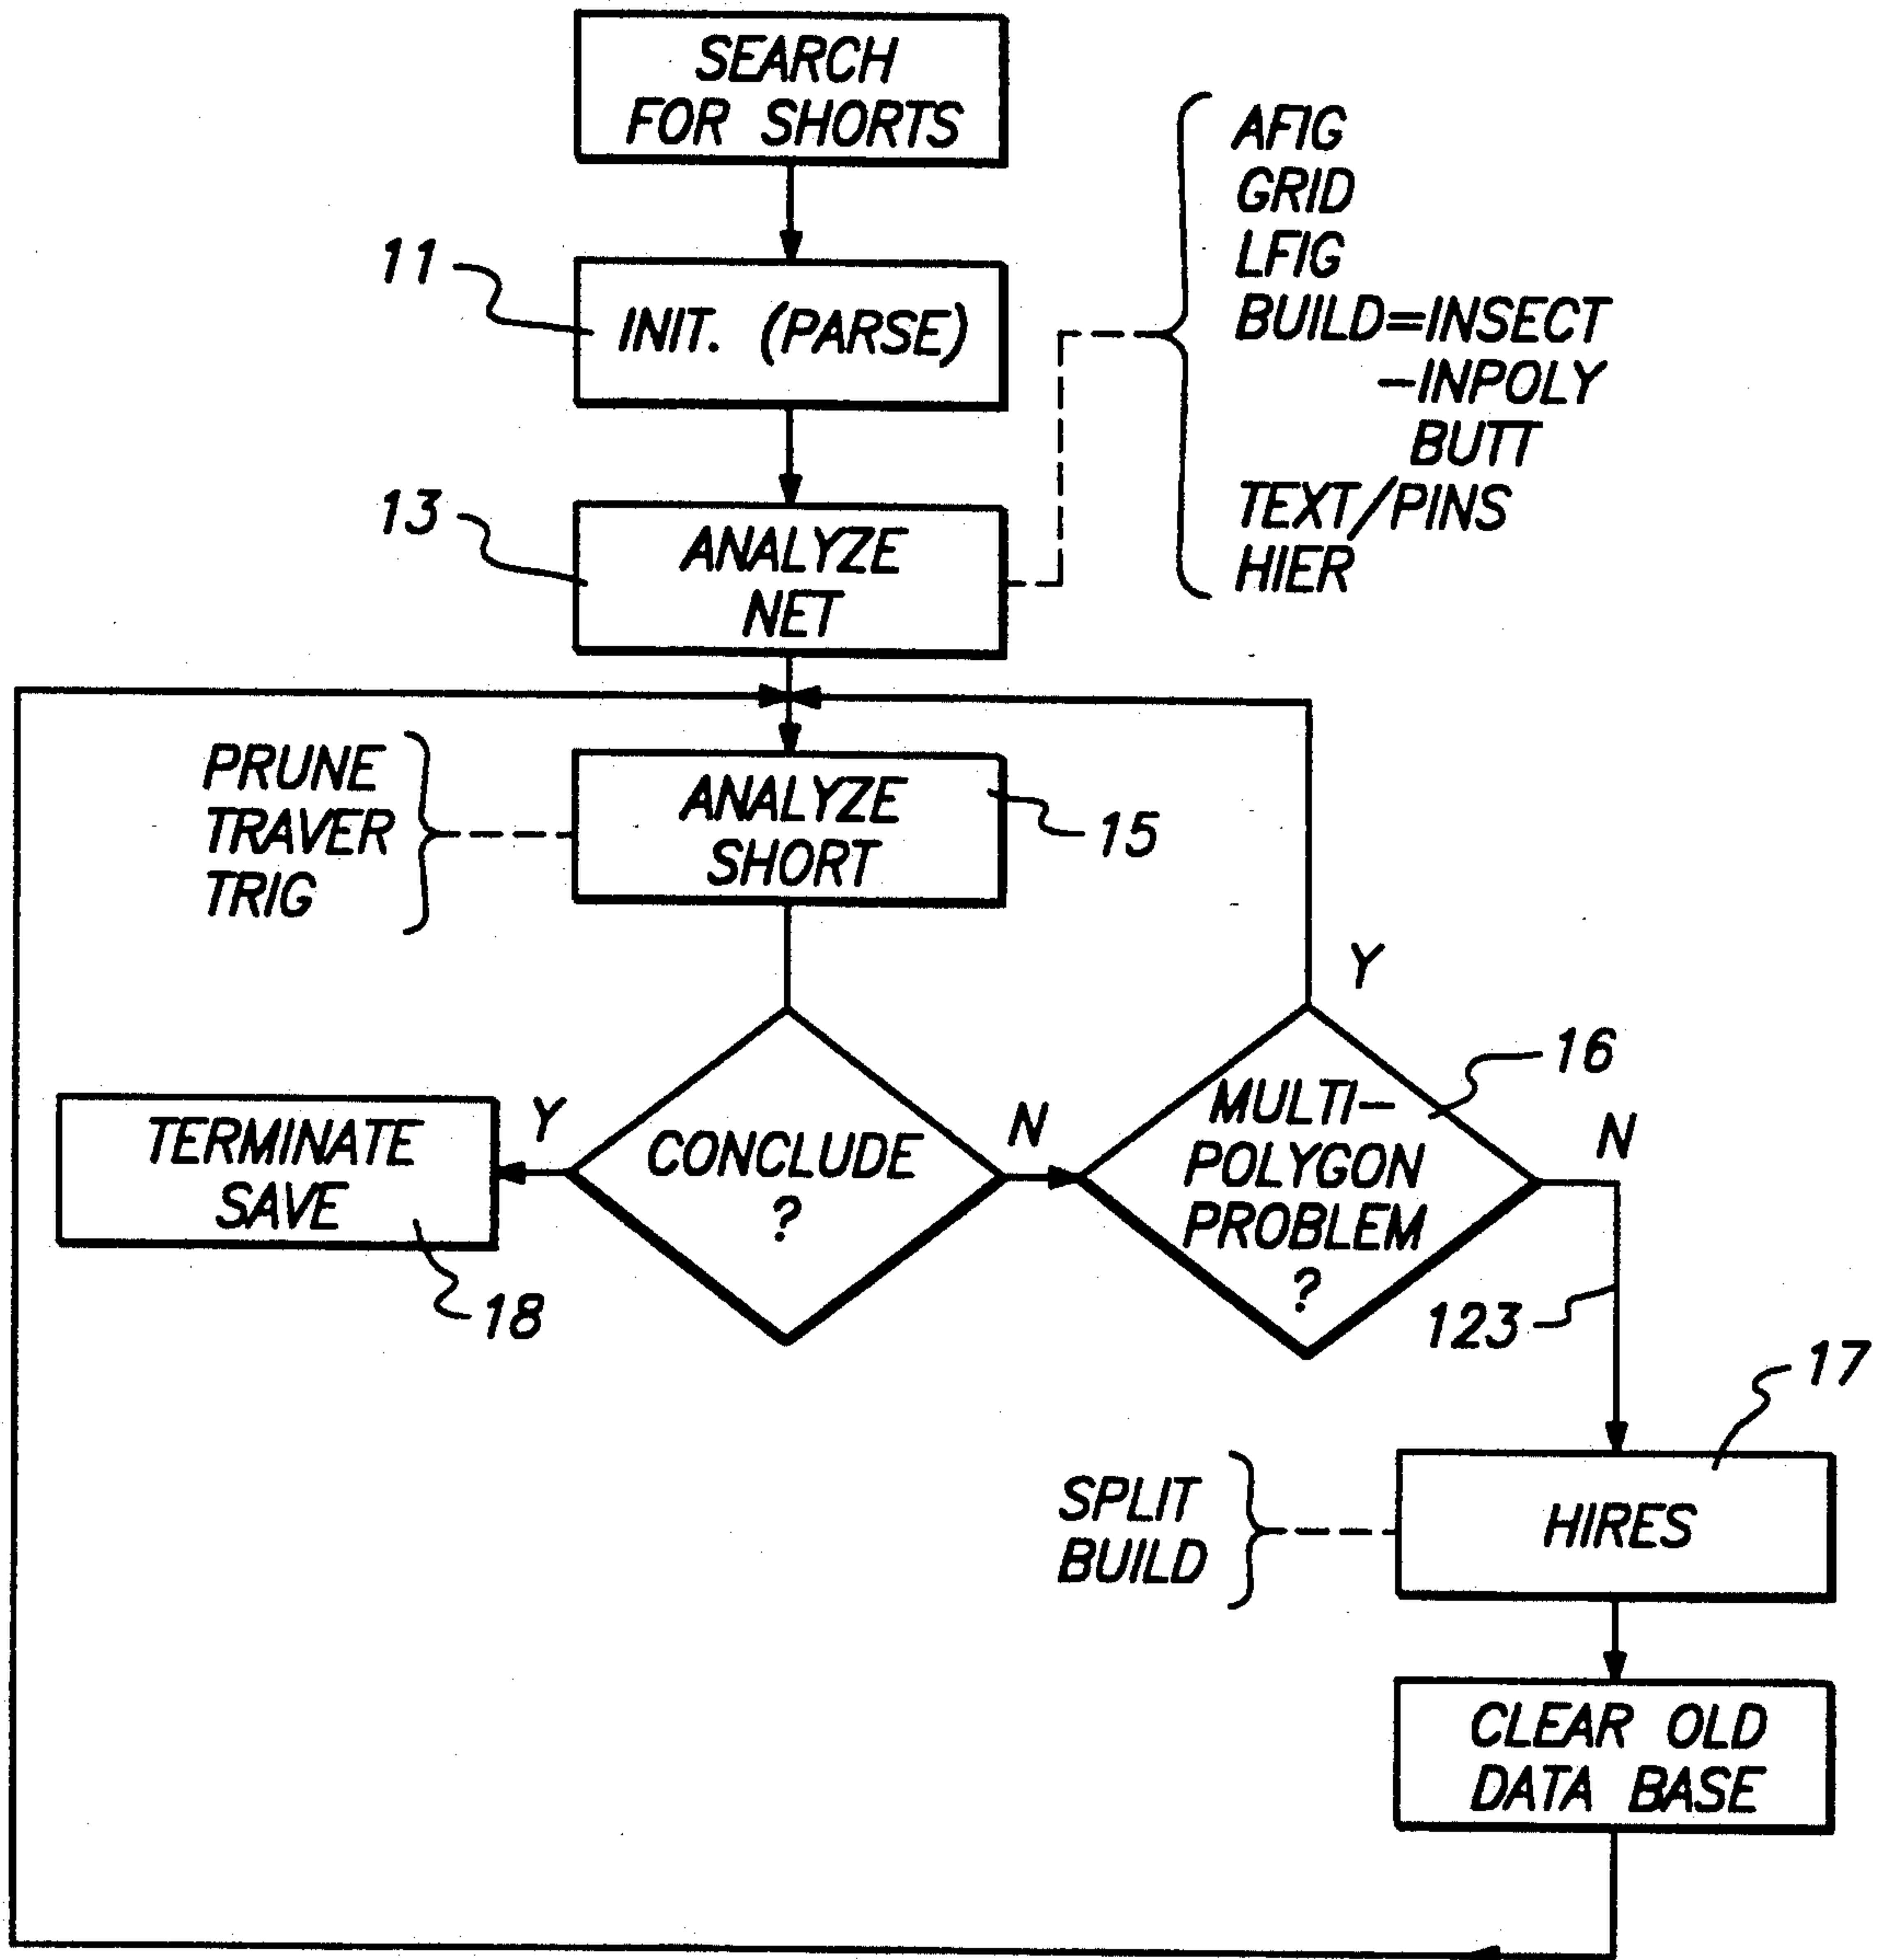 SEARCH
FOR SHORTS
11
INIT. (PARSE)
AFIG
GRID
LFIG
BUILD=INSECT
-INPOLY
BUTT
TEXT/PINS
HIER
13
ANALYZE
NET
PRUNE
TRAVER
TRIG
ANALYZE
SHORT
15
Y
16
TERMINATE
SAVE
18
Y
CONCLUDE
?
N
MULTI-
POLYGON
PROBLEM
?
N
123
17
SPLIT
BUILD
HIRES
CLEAR OLD
DATA BASE